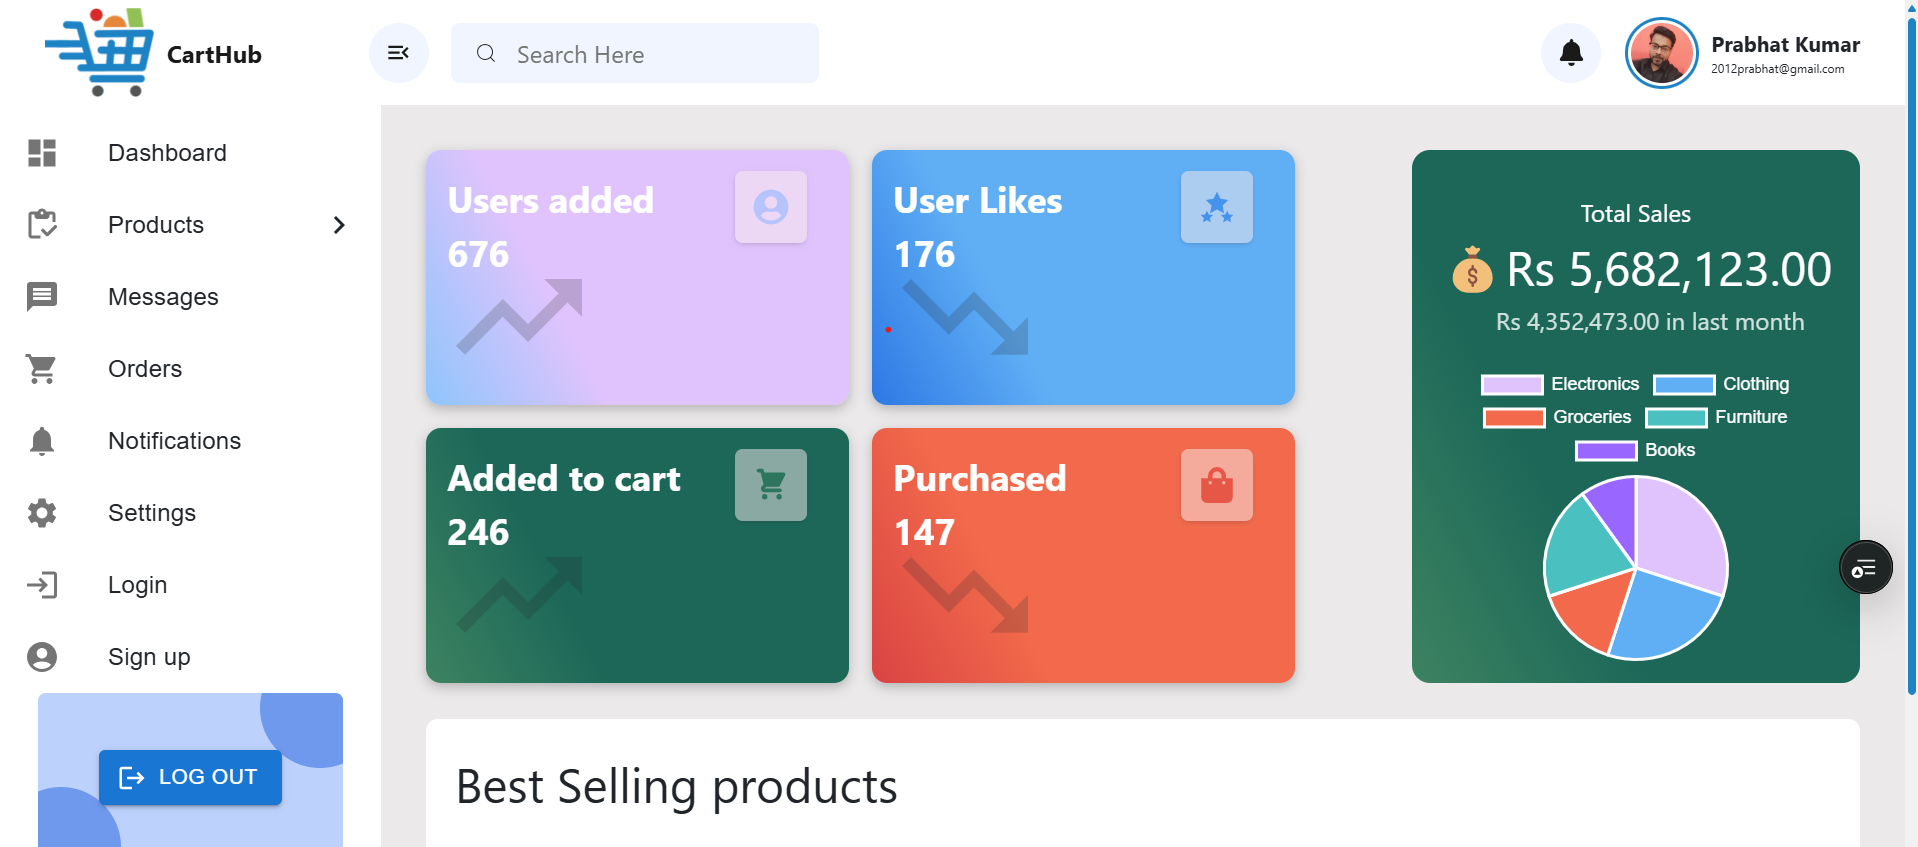 CartHub
Search Here
Prabhat Kumar
2012prabhat@gmail.com
Dashboard
Products
Messages
Orders
Notifications
Settings
Login
Sign up
LOG OUT
Users added
676
User Likes
176
Added to cart
246
Purchased
147
Total Sales
💰 Rs 5,682,123.00
Rs 4,352,473.00 in last month
Electronics Clothing
Groceries Furniture
Books
Best Selling products